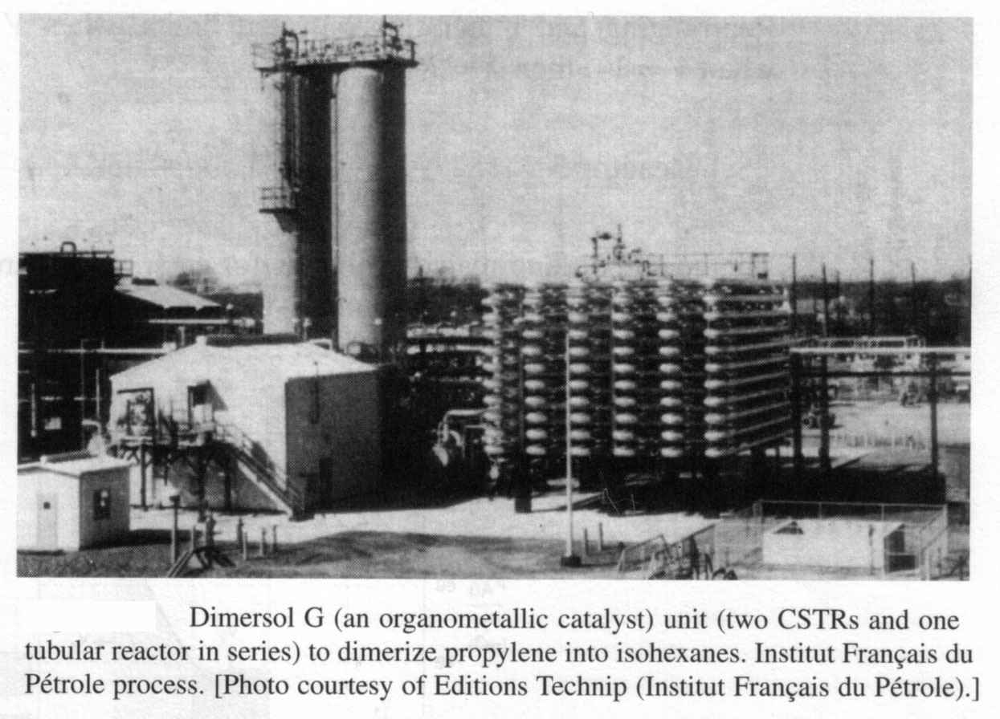 Dimersol G (an organometallic catalyst) unit (two CSTRs and one
tubular reactor in series) to dimerize propylene into isohexanes. Institut Français du
Pétrole process. [Photo courtesy of Editions Technip (Institut Français du Pétrole).]